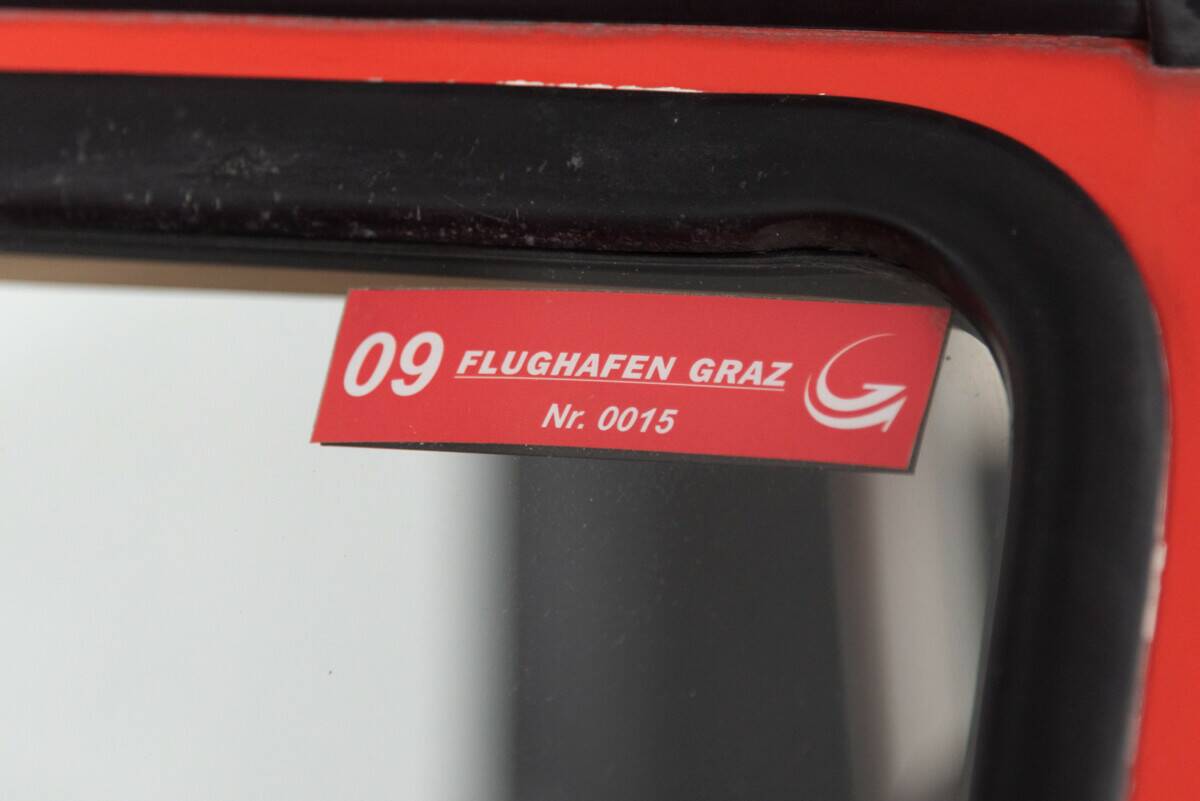 09 FLUGHAFEN GRAZ
Nr. 0015